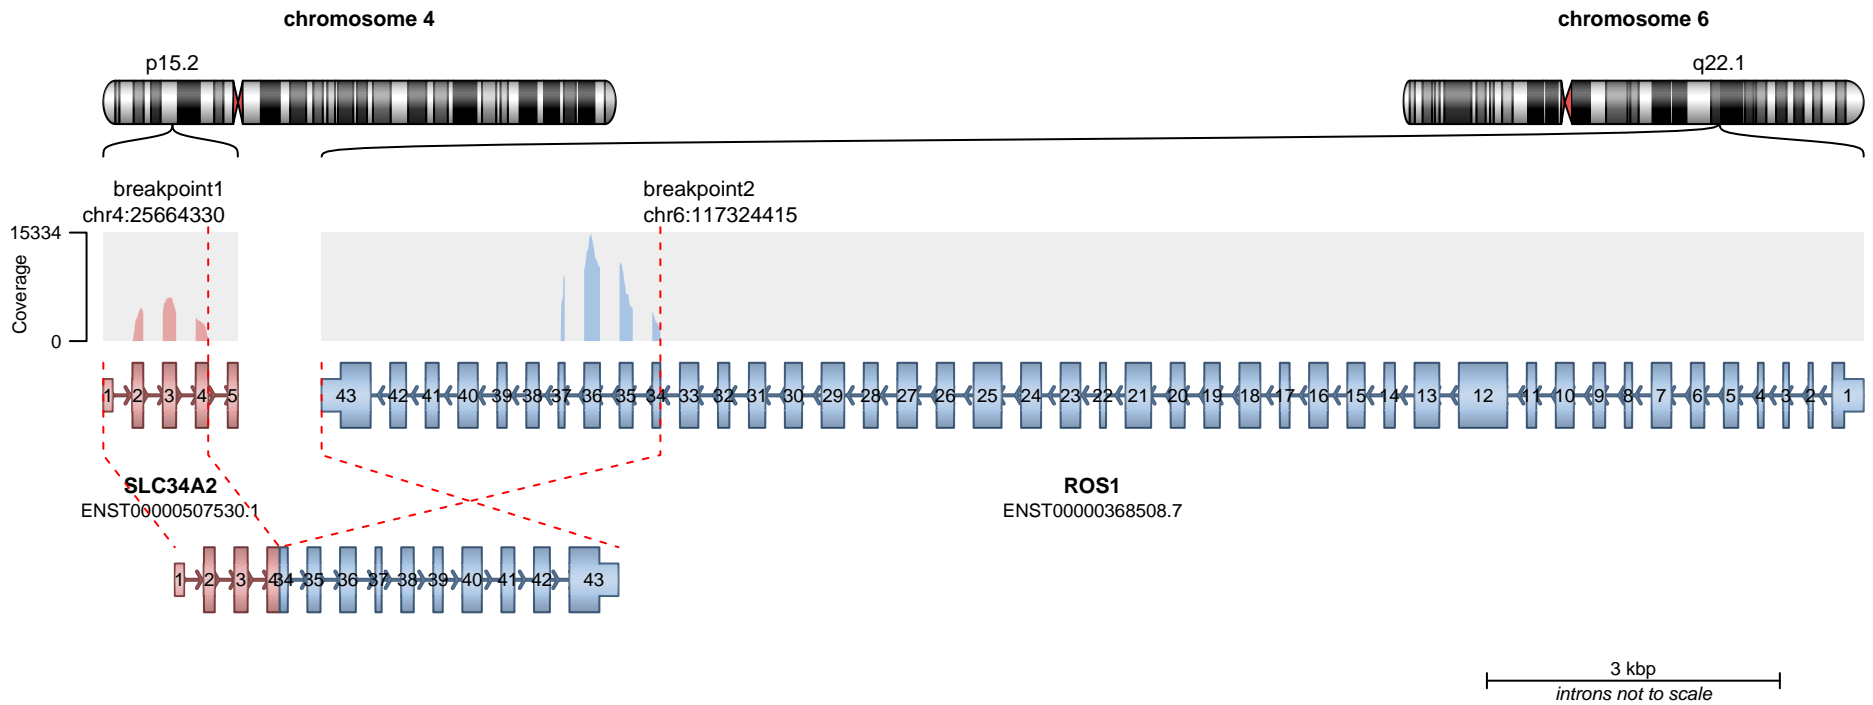 chromosome 4
chromosome 6
p15.2
q22.1
breakpoint1
chr4:25664330
breakpoint2
chr6:117324415
15334
Coverage
0
1 2 3 4 5
43 42 41 40 39 38 37 36 35 34 33 32 31 30 29 28 27 26 25 24 23 22 21 20 19 18 17 16 15 14 13 12 11 10 9 8 7 6 5 4 3 2 1
SLC34A2
ENST00000507530.1
ROS1
ENST00000368508.7
1 2 3 4 34 35 36 37 38 39 40 41 42 43
3 kbp
introns not to scale